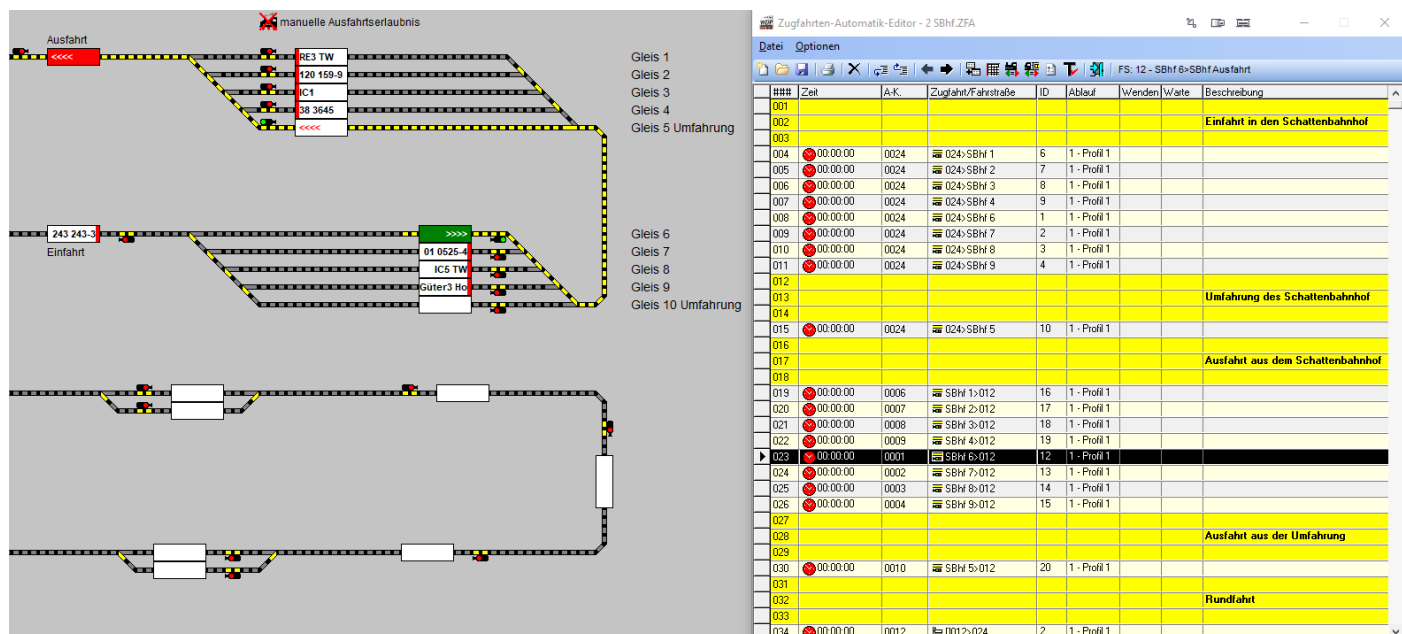 manuelle Ausfahrtserlaubnis
Ausfahrt
<<<<
RE3 TW
Gleis 1
120 159-9
Gleis 2
IC1
Gleis 3
38 3645
Gleis 4
<<<<
Gleis 5 Umfahrung
243 243-3
>>>>
Gleis 6
Einfahrt
01 0525-4
Gleis 7
IC5 TW
Gleis 8
Güter3 Ho
Gleis 9
Gleis 10 Umfahrung
Zugfahrten-Automatik-Editor - 2 SBhf.ZFA
Datei Optionen
FS: 12 - SBhf 6>SBhf Ausfahrt
### Zeit A-K. Zugfahrt/Fahrstraße ID Ablauf Wenden Warte Beschreibung
001
002 Einfahrt in den Schattenbahnhof
003
004 00:00:00 0024 024>SBhf 1 6 1 - Profil 1
005 00:00:00 0024 024>SBhf 2 7 1 - Profil 1
006 00:00:00 0024 024>SBhf 3 8 1 - Profil 1
007 00:00:00 0024 024>SBhf 4 9 1 - Profil 1
008 00:00:00 0024 024>SBhf 6 1 1 - Profil 1
009 00:00:00 0024 024>SBhf 7 2 1 - Profil 1
010 00:00:00 0024 024>SBhf 8 3 1 - Profil 1
011 00:00:00 0024 024>SBhf 9 4 1 - Profil 1
012
013 Umfahrung des Schattenbahnhof
014
015 00:00:00 0024 024>SBhf 5 10 1 - Profil 1
016
017 Ausfahrt aus dem Schattenbahnhof
018
019 00:00:00 0006 SBhf 1>012 16 1 - Profil 1
020 00:00:00 0007 SBhf 2>012 17 1 - Profil 1
021 00:00:00 0008 SBhf 3>012 18 1 - Profil 1
022 00:00:00 0009 SBhf 4>012 19 1 - Profil 1
023 00:00:00 0001 SBhf 6>012 12 1 - Profil 1
024 00:00:00 0002 SBhf 7>012 13 1 - Profil 1
025 00:00:00 0003 SBhf 8>012 14 1 - Profil 1
026 00:00:00 0004 SBhf 9>012 15 1 - Profil 1
027
028 Ausfahrt aus der Umfahrung
029
030 00:00:00 0010 SBhf 5>012 20 1 - Profil 1
031
032 Rundfahrt
033
034 00:00:00 0012 0012>024 2 1 - Profil 1